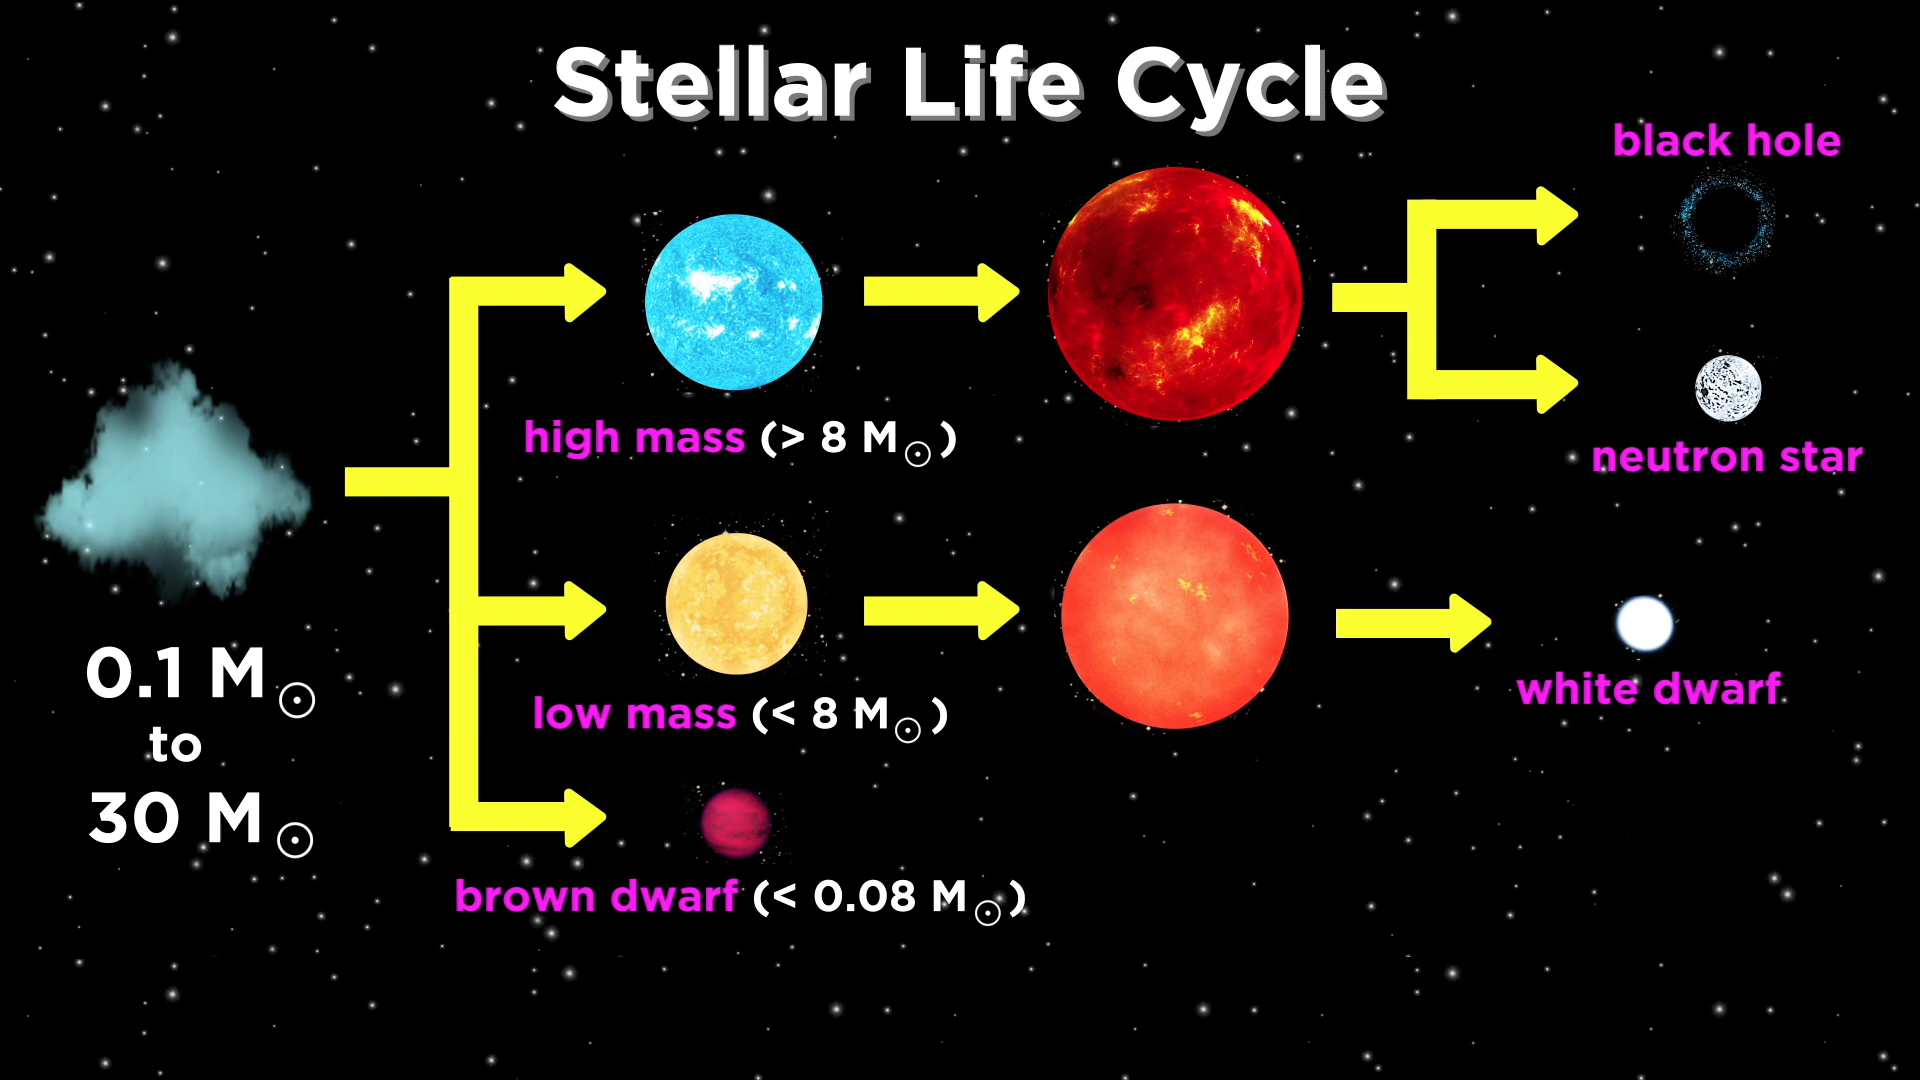 Stellar Life Cycle
black hole
high mass (> 8 M☉)
neutron star
0.1 M☉
to
30 M☉
low mass (< 8 M☉)
white dwarf
brown dwarf (< 0.08 M☉)